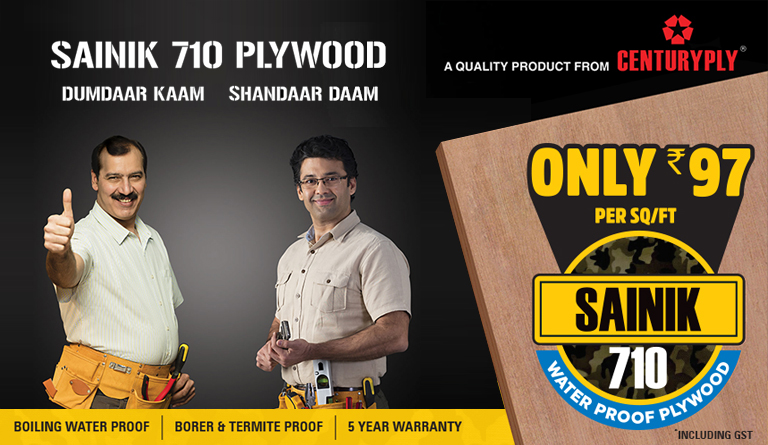 SAINIK 710 PLYWOOD
DUMDAAR KAAM SHANDAAR DAAM
A QUALITY PRODUCT FROM CENTURYPLY®
ONLY ₹ 97
PER SQ/FT
SAINIK
710
WATER PROOF PLYWOOD
BOILING WATER PROOF | BORER & TERMITE PROOF | 5 YEAR WARRANTY
*INCLUDING GST